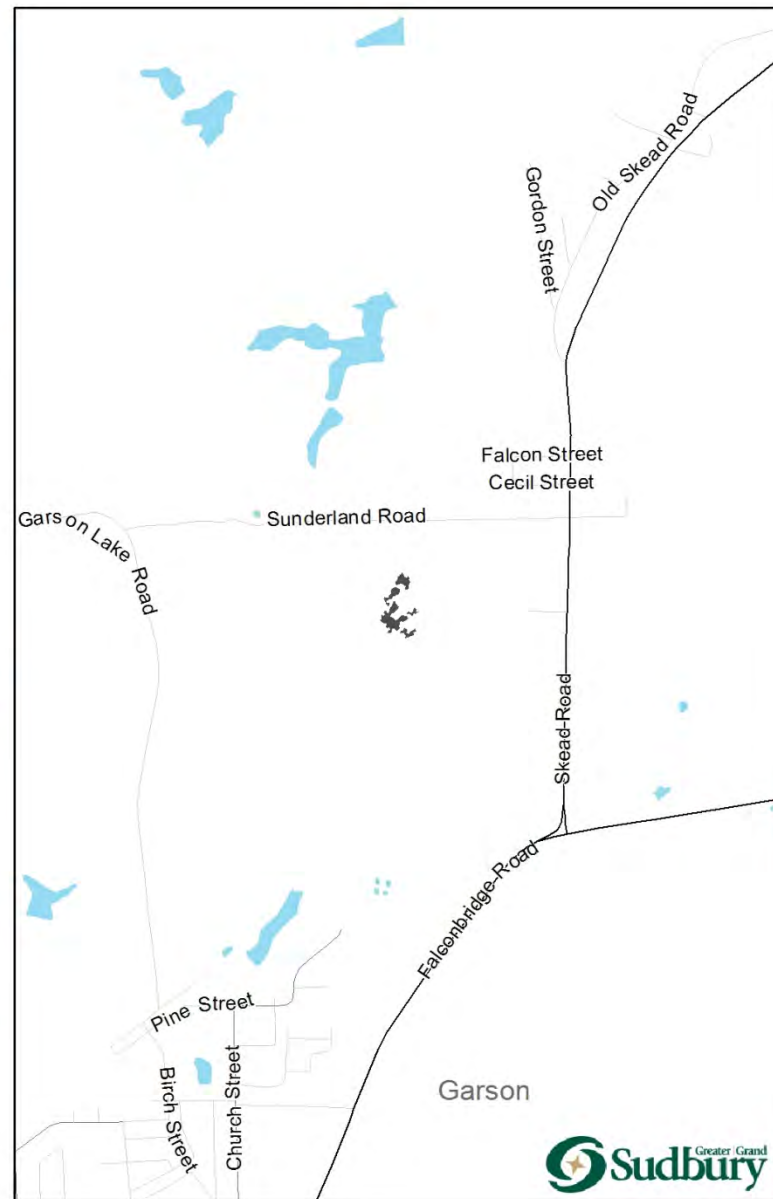 Old Skead Road
Gordon Street
Falcon Street
Cecil Street
Sunderland Road
Garson Lake Road
Skead Road
Falconbridge Road
Pine Street
Birch Street
Church Street
Garson
Greater | Grand
Sudbury